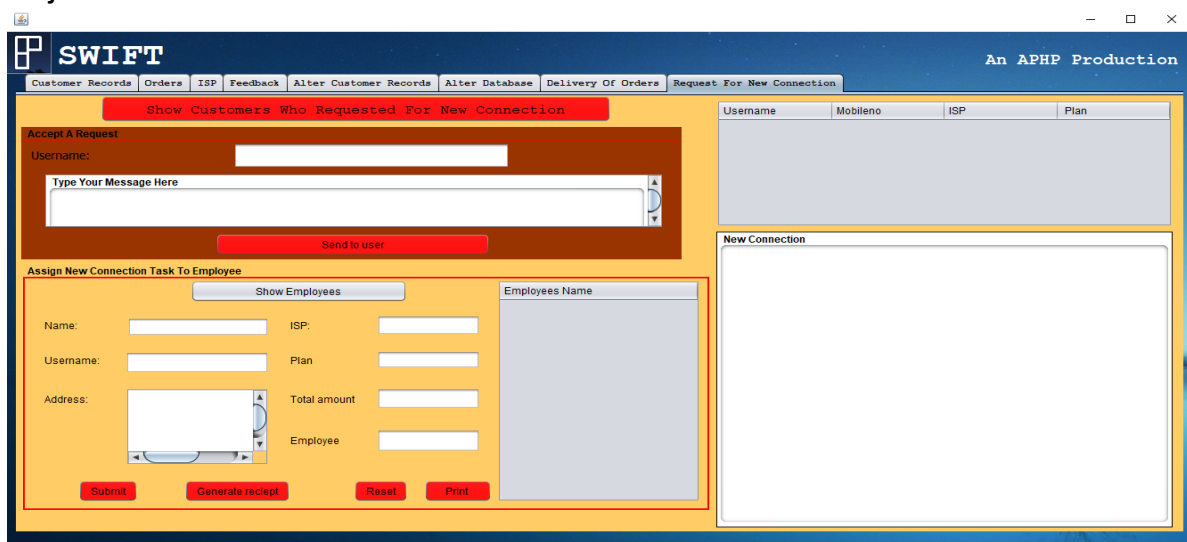 SWIFT
An APHP Production
Customer Records Orders ISP Feedback Alter Customer Records Alter Database Delivery Of Orders Request For New Connection
Show Customers Who Requested For New Connection
Username Mobileno ISP Plan
Accept A Request
Username:
Type Your Message Here
Send to user
New Connection
Assign New Connection Task To Employee
Show Employees
Employees Name
Name: ISP:
Username: Plan
Address: Total amount
Employee
Submit Generate reciept Reset Print